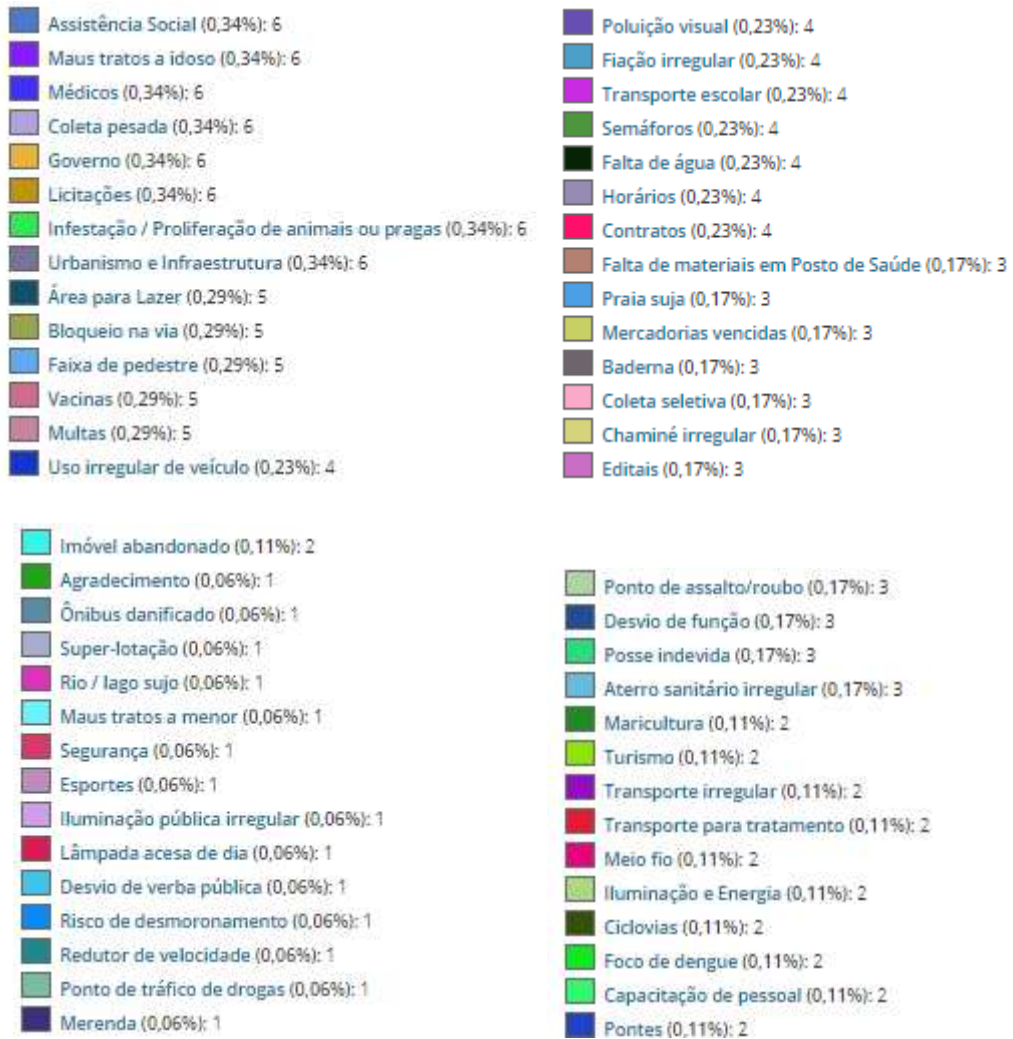 Assistência Social (0,34%): 6
Maus tratos a idoso (0,34%): 6
Médicos (0,34%): 6
Coleta pesada (0,34%): 6
Governo (0,34%): 6
Licitações (0,34%): 6
Infestação / Proliferação de animais ou pragas (0,34%): 6
Urbanismo e Infraestrutura (0,34%): 6
Área para Lazer (0,29%): 5
Bloqueio na via (0,29%): 5
Faixa de pedestre (0,29%): 5
Vacinas (0,29%): 5
Multas (0,29%): 5
Uso irregular de veículo (0,23%): 4
Poluição visual (0,23%): 4
Fiação irregular (0,23%): 4
Transporte escolar (0,23%): 4
Semáforos (0,23%): 4
Falta de água (0,23%): 4
Horários (0,23%): 4
Contratos (0,23%): 4
Falta de materiais em Posto de Saúde (0,17%): 3
Praia suja (0,17%): 3
Mercadorias vencidas (0,17%): 3
Baderna (0,17%): 3
Coleta seletiva (0,17%): 3
Chaminé irregular (0,17%): 3
Editais (0,17%): 3
Imóvel abandonado (0,11%): 2
Agradecimento (0,06%): 1
Ônibus danificado (0,06%): 1
Super-lotação (0,06%): 1
Rio / lago sujo (0,06%): 1
Maus tratos a menor (0,06%): 1
Segurança (0,06%): 1
Esportes (0,06%): 1
Iluminação pública irregular (0,06%): 1
Lâmpada acesa de dia (0,06%): 1
Desvio de verba pública (0,06%): 1
Risco de desmoronamento (0,06%): 1
Redutor de velocidade (0,06%): 1
Ponto de tráfico de drogas (0,06%): 1
Merenda (0,06%): 1
Ponto de assalto/roubo (0,17%): 3
Desvio de função (0,17%): 3
Posse indevida (0,17%): 3
Aterro sanitário irregular (0,17%): 3
Maricultura (0,11%): 2
Turismo (0,11%): 2
Transporte irregular (0,11%): 2
Transporte para tratamento (0,11%): 2
Meio fio (0,11%): 2
Iluminação e Energia (0,11%): 2
Ciclovias (0,11%): 2
Foco de dengue (0,11%): 2
Capacitação de pessoal (0,11%): 2
Pontes (0,11%): 2